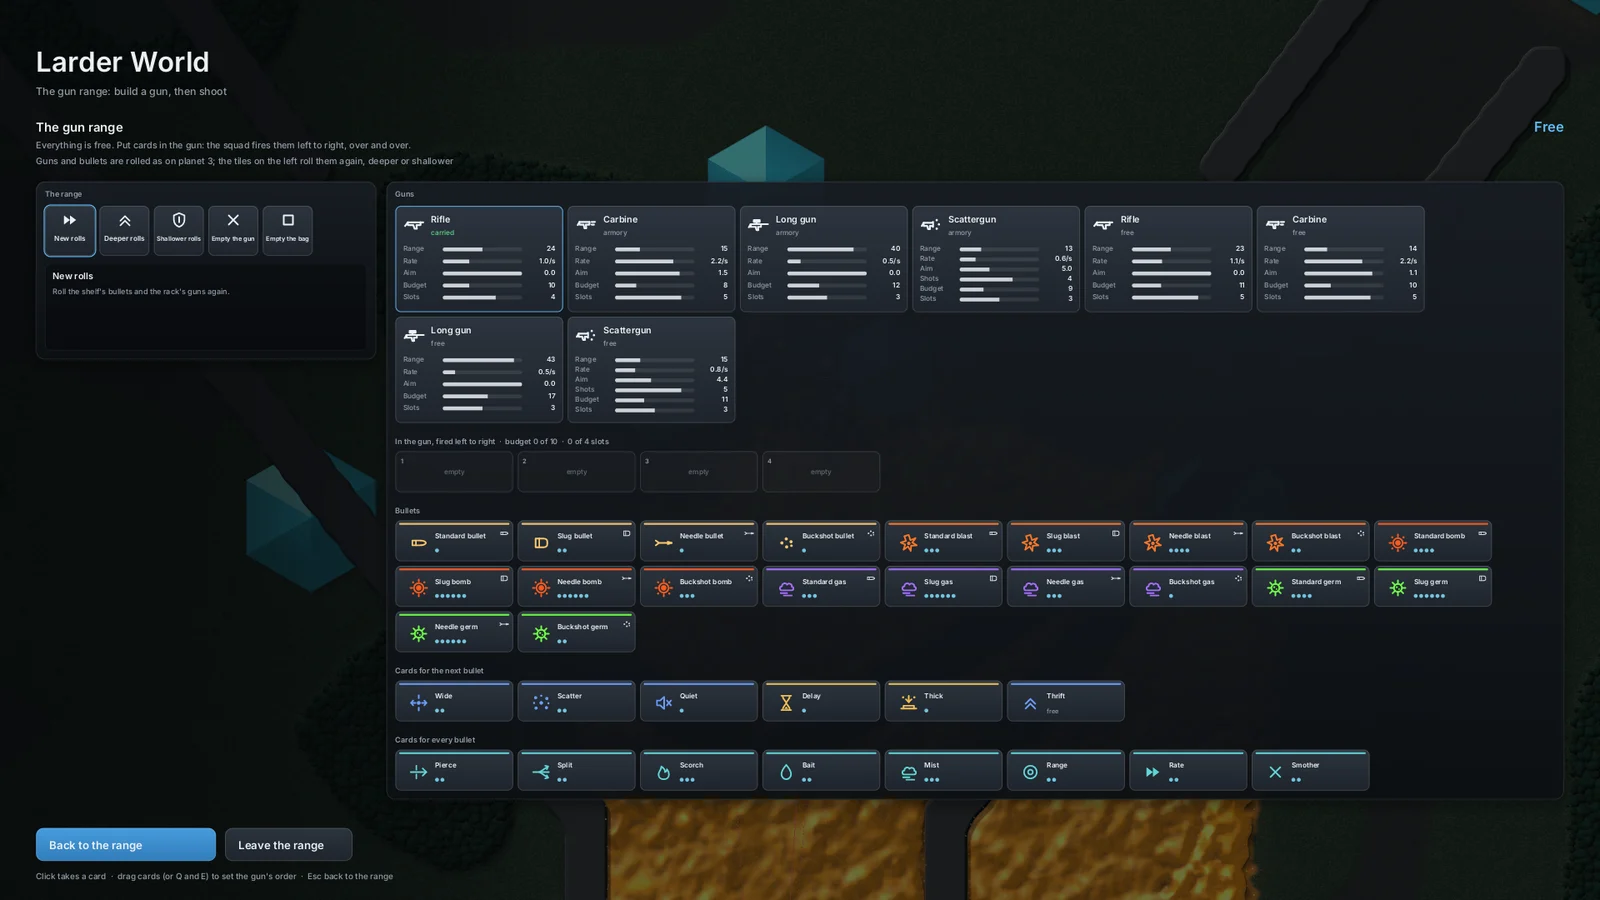 Larder World
The gun range: build a gun, then shoot
The gun range
Free
Everything is free. Put cards in the gun: the squad fires them left to right, over and over.
Guns and bullets are rolled as on planet 3; the tiles on the left roll them again, deeper or shallower
The range
New rolls
Deeper rolls
Shallower rolls
Empty the gun
Empty the bag
New rolls
Roll the shelf's bullets and the rack's guns again.
Guns
Rifle
carried
Range 24
Rate 1.0/s
Aim 0.0
Budget 10
Slots 4
Carbine
armory
Range 15
Rate 2.2/s
Aim 1.5
Budget 8
Slots 5
Long gun
armory
Range 40
Rate 0.5/s
Aim 0.0
Budget 12
Slots 3
Scattergun
armory
Range 13
Rate 0.6/s
Aim 5.0
Shots 4
Budget 9
Slots 3
Rifle
free
Range 23
Rate 1.1/s
Aim 0.0
Budget 11
Slots 5
Carbine
free
Range 14
Rate 2.2/s
Aim 1.1
Budget 10
Slots 5
Long gun
free
Range 43
Rate 0.5/s
Aim 0.0
Budget 17
Slots 3
Scattergun
free
Range 15
Rate 0.8/s
Aim 4.4
Shots 5
Budget 11
Slots 3
In the gun, fired left to right · budget 0 of 10 · 0 of 4 slots
1 empty
2 empty
3 empty
4 empty
Bullets
Standard bullet
Slug bullet
Needle bullet
Buckshot bullet
Standard blast
Slug blast
Needle blast
Buckshot blast
Standard bomb
Slug bomb
Needle bomb
Buckshot bomb
Standard gas
Slug gas
Needle gas
Buckshot gas
Standard germ
Slug germ
Needle germ
Buckshot germ
Cards for the next bullet
Wide
Scatter
Quiet
Delay
Thick
Thrift
free
Cards for every bullet
Pierce
Split
Scorch
Bait
Mist
Range
Rate
Smother
Back to the range
Leave the range
Click takes a card · drag cards (or Q and E) to set the gun's order · Esc back to the range